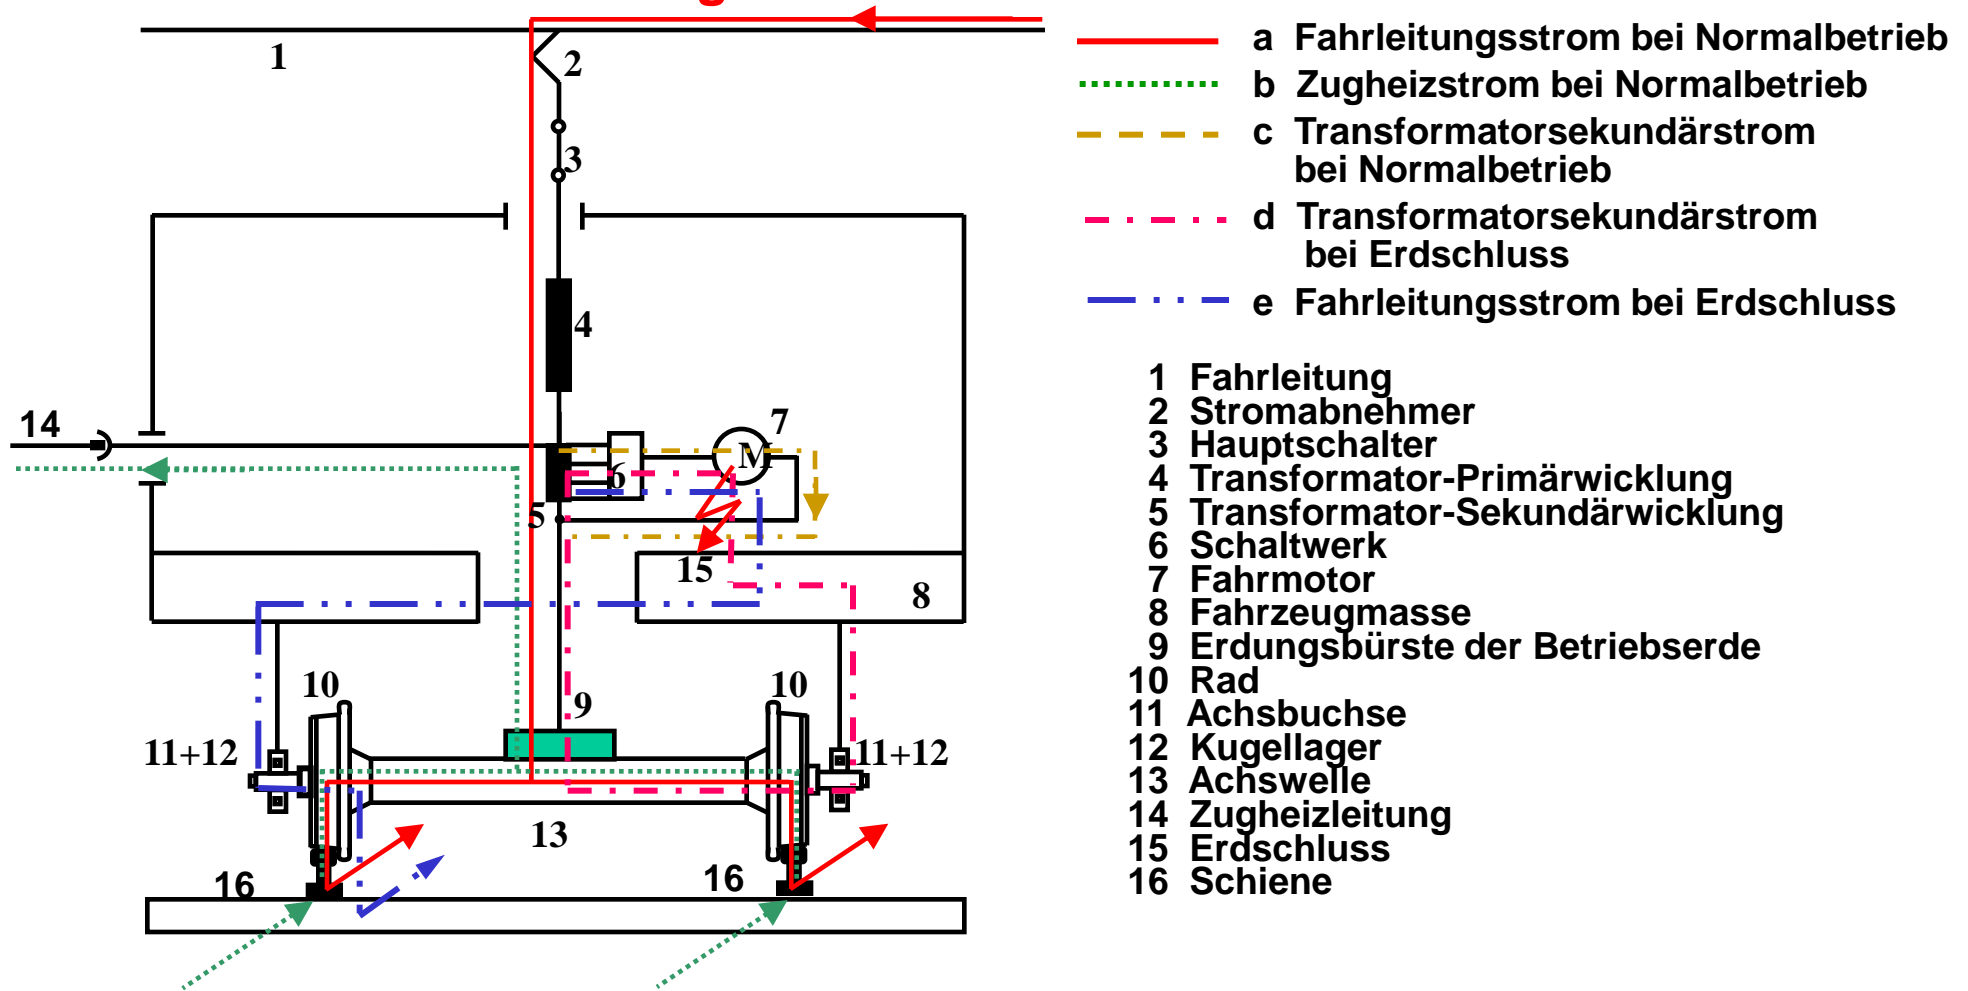 1
2
3
4
14
7
M
6
5
15
8
10
10
9
11+12
11+12
13
16
16
a Fahrleitungsstrom bei Normalbetrieb
b Zugheizstrom bei Normalbetrieb
c Transformatorsekundärstrom
bei Normalbetrieb
d Transformatorsekundärstrom
bei Erdschluss
e Fahrleitungsstrom bei Erdschluss
1 Fahrleitung
2 Stromabnehmer
3 Hauptschalter
4 Transformator-Primärwicklung
5 Transformator-Sekundärwicklung
6 Schaltwerk
7 Fahrmotor
8 Fahrzeugmasse
9 Erdungsbürste der Betriebserde
10 Rad
11 Achsbuchse
12 Kugellager
13 Achswelle
14 Zugheizleitung
15 Erdschluss
16 Schiene